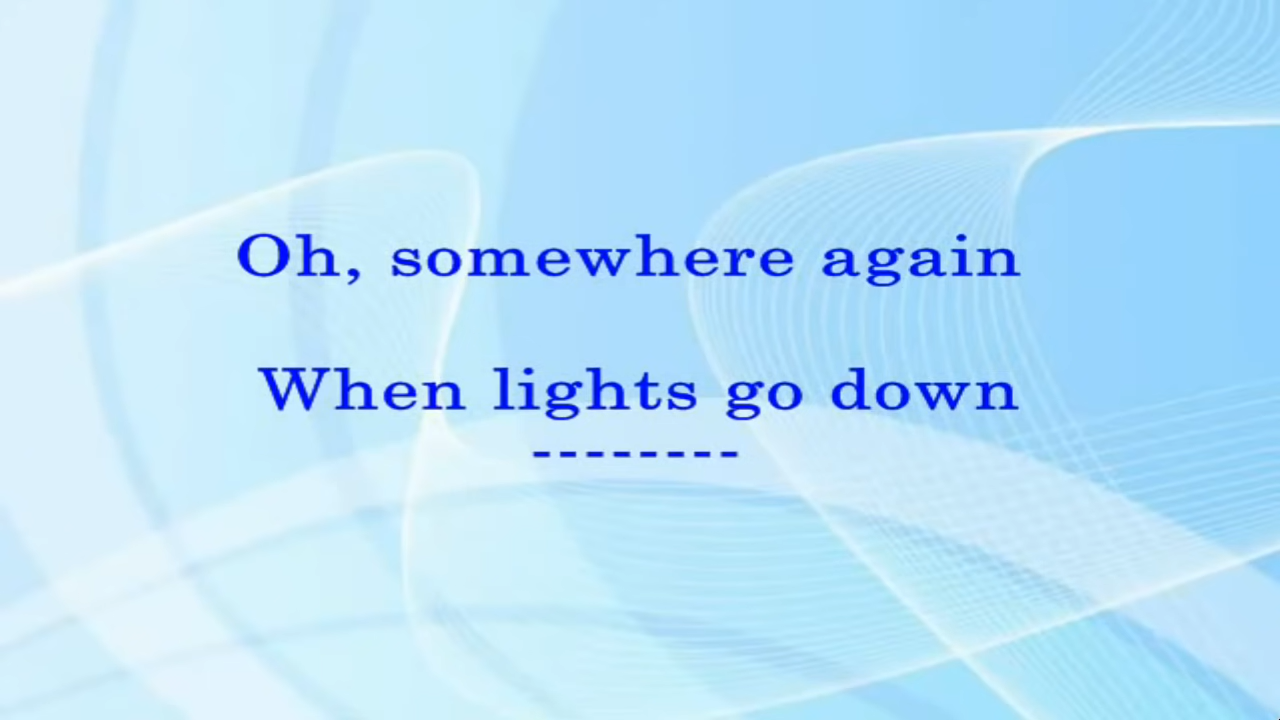 Oh, somewhere again
When lights go down
--------